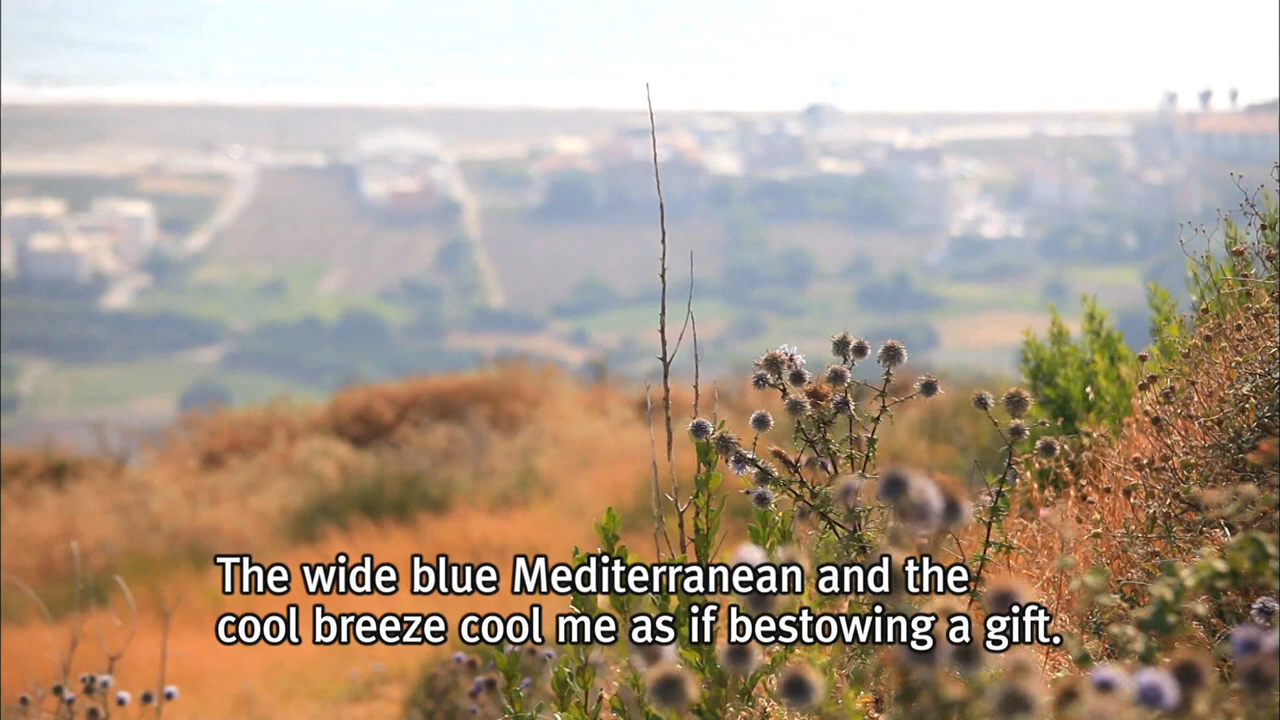 The wide blue Mediterranean and the
cool breeze cool me as if bestowing a gift.